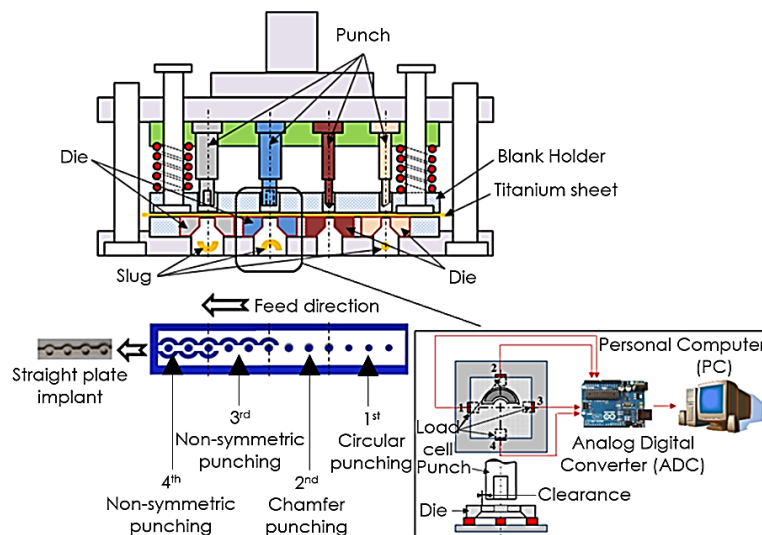 Punch
Die
Blank Holder
Titanium sheet
Slug
Die
Feed direction
Straight plate
implant
3rd
Non-symmetric
punching
1st
Circular
punching
4th
Non-symmetric
punching
2nd
Chamfer
punching
Personal Computer
(PC)
2
1
3
Load
cell
4
Analog Digital
Converter (ADC)
Punch
Clearance
Die